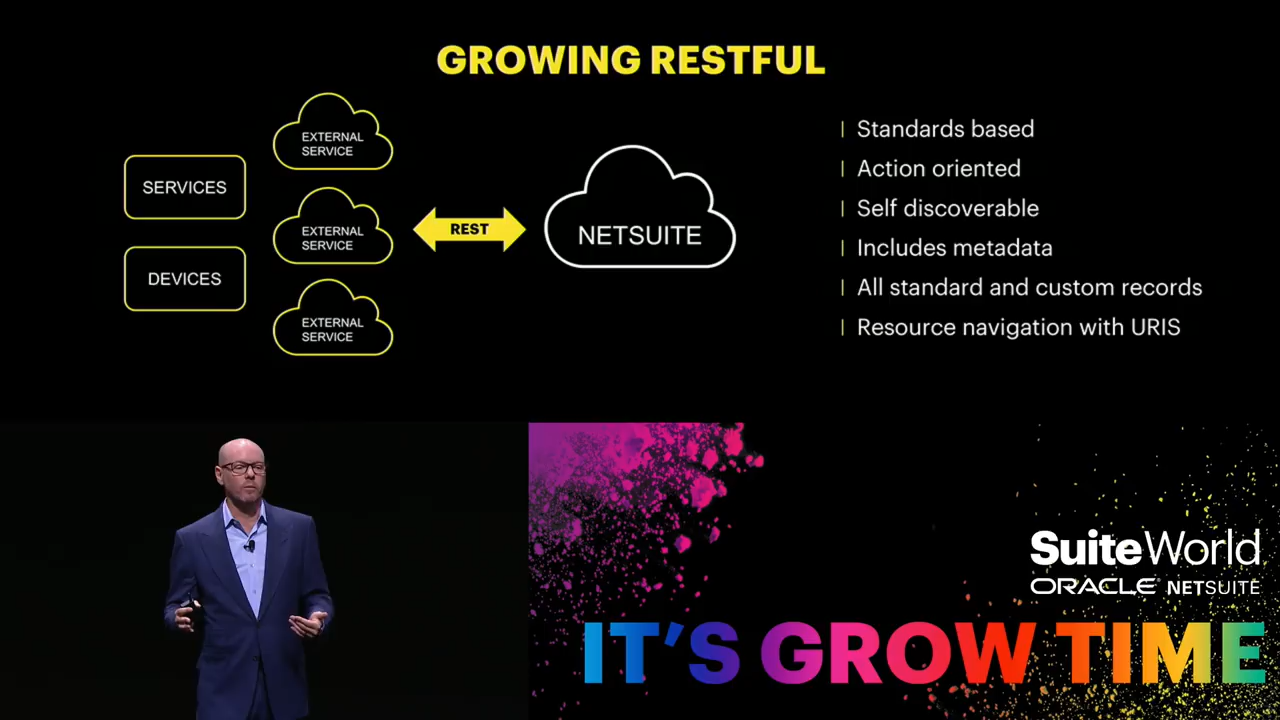 GROWING RESTFUL
SERVICES
DEVICES
EXTERNAL
SERVICE
EXTERNAL
SERVICE
EXTERNAL
SERVICE
REST
NETSUITE
Standards based
Action oriented
Self discoverable
Includes metadata
All standard and custom records
Resource navigation with URIS
SuiteWorld
ORACLE NETSUITE
IT'S GROW TIME